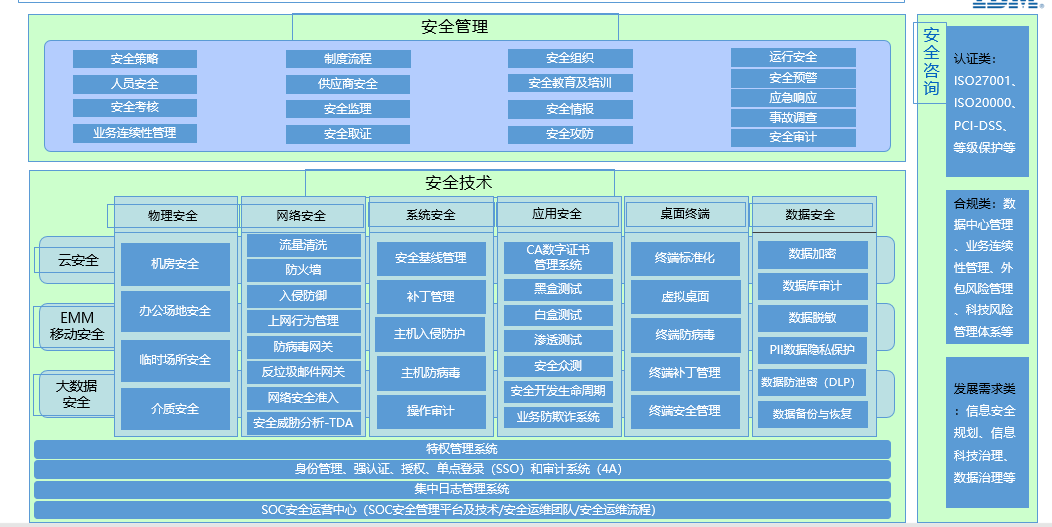 安全管理
安全策略
人员安全
安全考核
业务连续性管理
制度流程
供应商安全
安全监理
安全取证
安全组织
安全教育及培训
安全情报
安全攻防
运行安全
安全预警
应急响应
事故调查
安全审计
安全技术
云安全
EMM
移动安全
大数据
安全
物理安全
机房安全
办公场地安全
临时场所安全
介质安全
网络安全
流量清洗
防火墙
入侵防御
上网行为管理
防病毒网关
反垃圾邮件网关
网络安全准入
安全威胁分析-TDA
系统安全
安全基线管理
补丁管理
主机入侵防护
主机防病毒
操作审计
应用安全
CA数字证书
管理系统
黑盒测试
白盒测试
渗透测试
安全众测
安全开发生命周期
业务防欺诈系统
桌面终端
终端标准化
虚拟桌面
终端防病毒
终端补丁管理
终端安全管理
数据安全
数据加密
数据库审计
数据脱敏
PII数据隐私保护
数据防泄密（DLP）
数据备份与恢复
特权管理系统
身份管理、强认证、授权、单点登录（SSO）和审计系统（4A）
集中日志管理系统
SOC安全运营中心（SOC安全管理平台及技术/安全运维团队/安全运维流程）
安全咨询
认证类：
ISO27001、
ISO20000、
PCI-DSS、
等级保护等
合规类：数
据中心管理
、业务连续
性管理、外
包风险管理
、科技风险
管理体系等
发展需求类
：信息安全
规划、信息
科技治理、
数据治理等